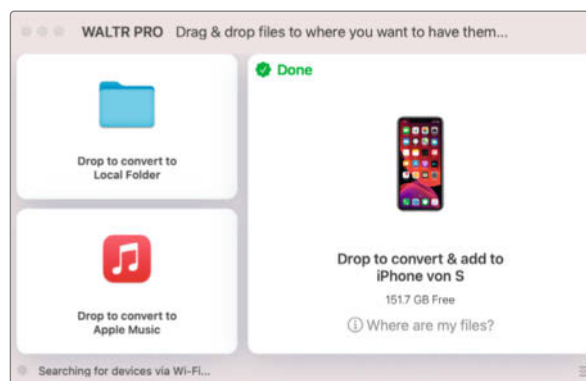 WALTR PRO Drag & drop files to where you want to have them...
Drop to convert to
Local Folder
Drop to convert to
Apple Music
Done
Drop to convert & add to
iPhone von S
151.7 GB Free
Where are my files?
Searching for devices via Wi-Fi...